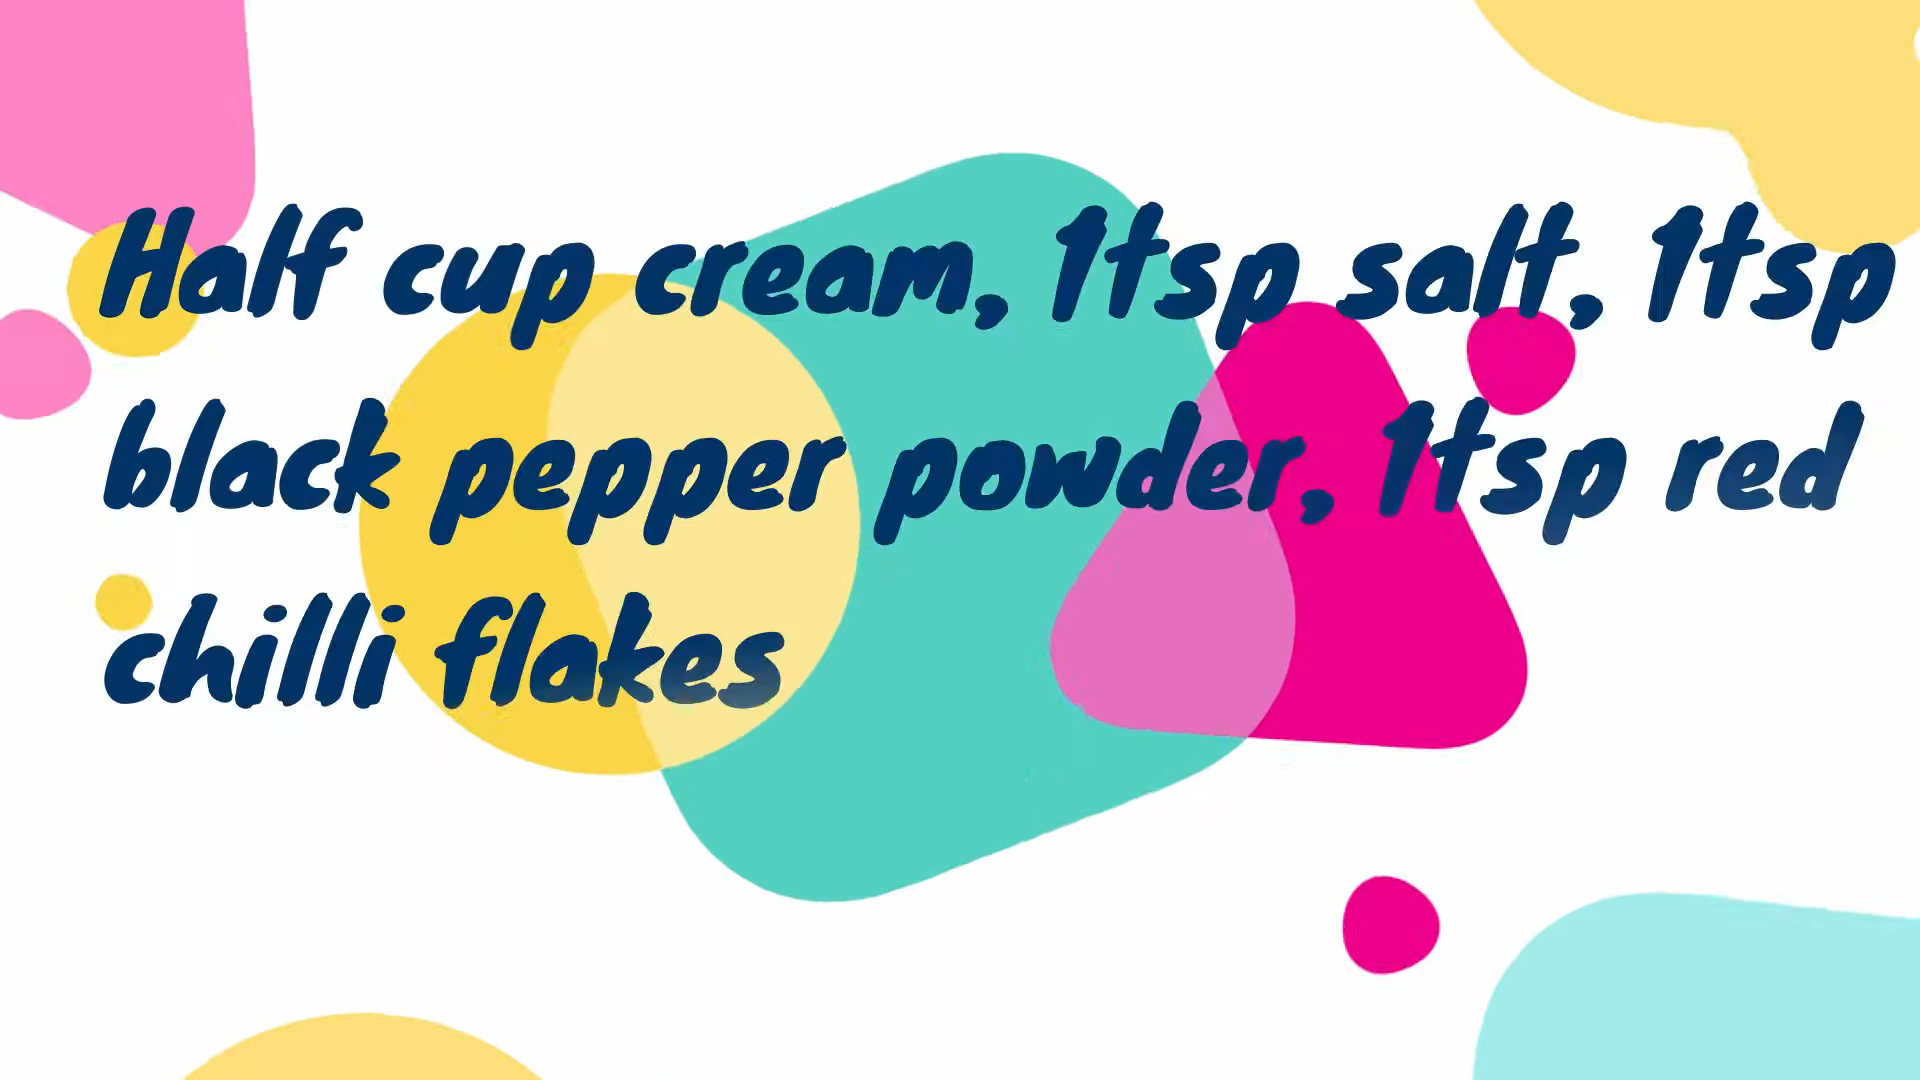 Half cup cream, 1tsp salt, 1tsp
black pepper powder, 1tsp red
chilli flakes